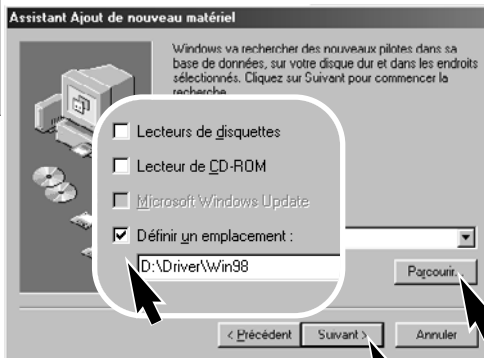 Assistant Ajout de nouveau matériel
Windows va rechercher des nouveaux pilotes dans sa
base de données, sur votre disque dur et dans les endroits
sélectionnés. Cliquez sur Suivant pour commencer la
recherche.
Lecteurs de disquettes
Lecteur de CD-ROM
Microsoft Windows Update
Définir un emplacement :
D:\Driver\Win98
Parcourir...
< Précédent
Suivant >
Annuler